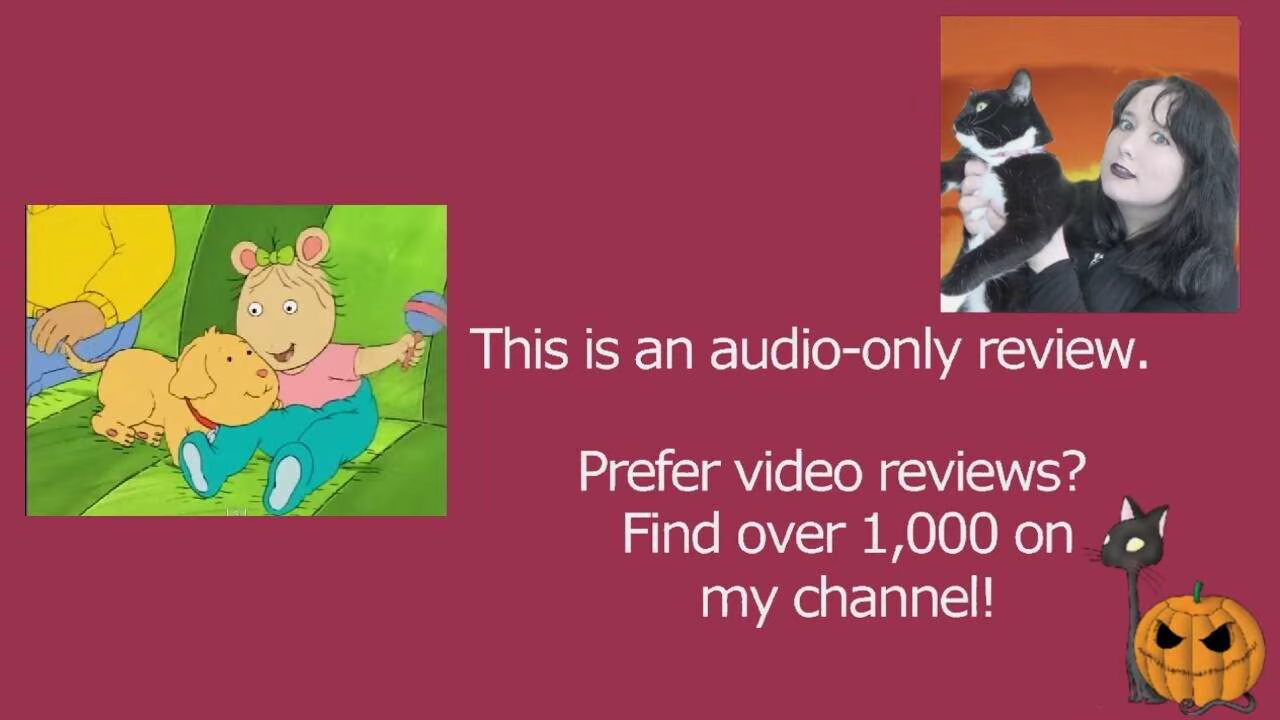 This is an audio-only review.
Prefer video reviews?
Find over 1,000 on
my channel!